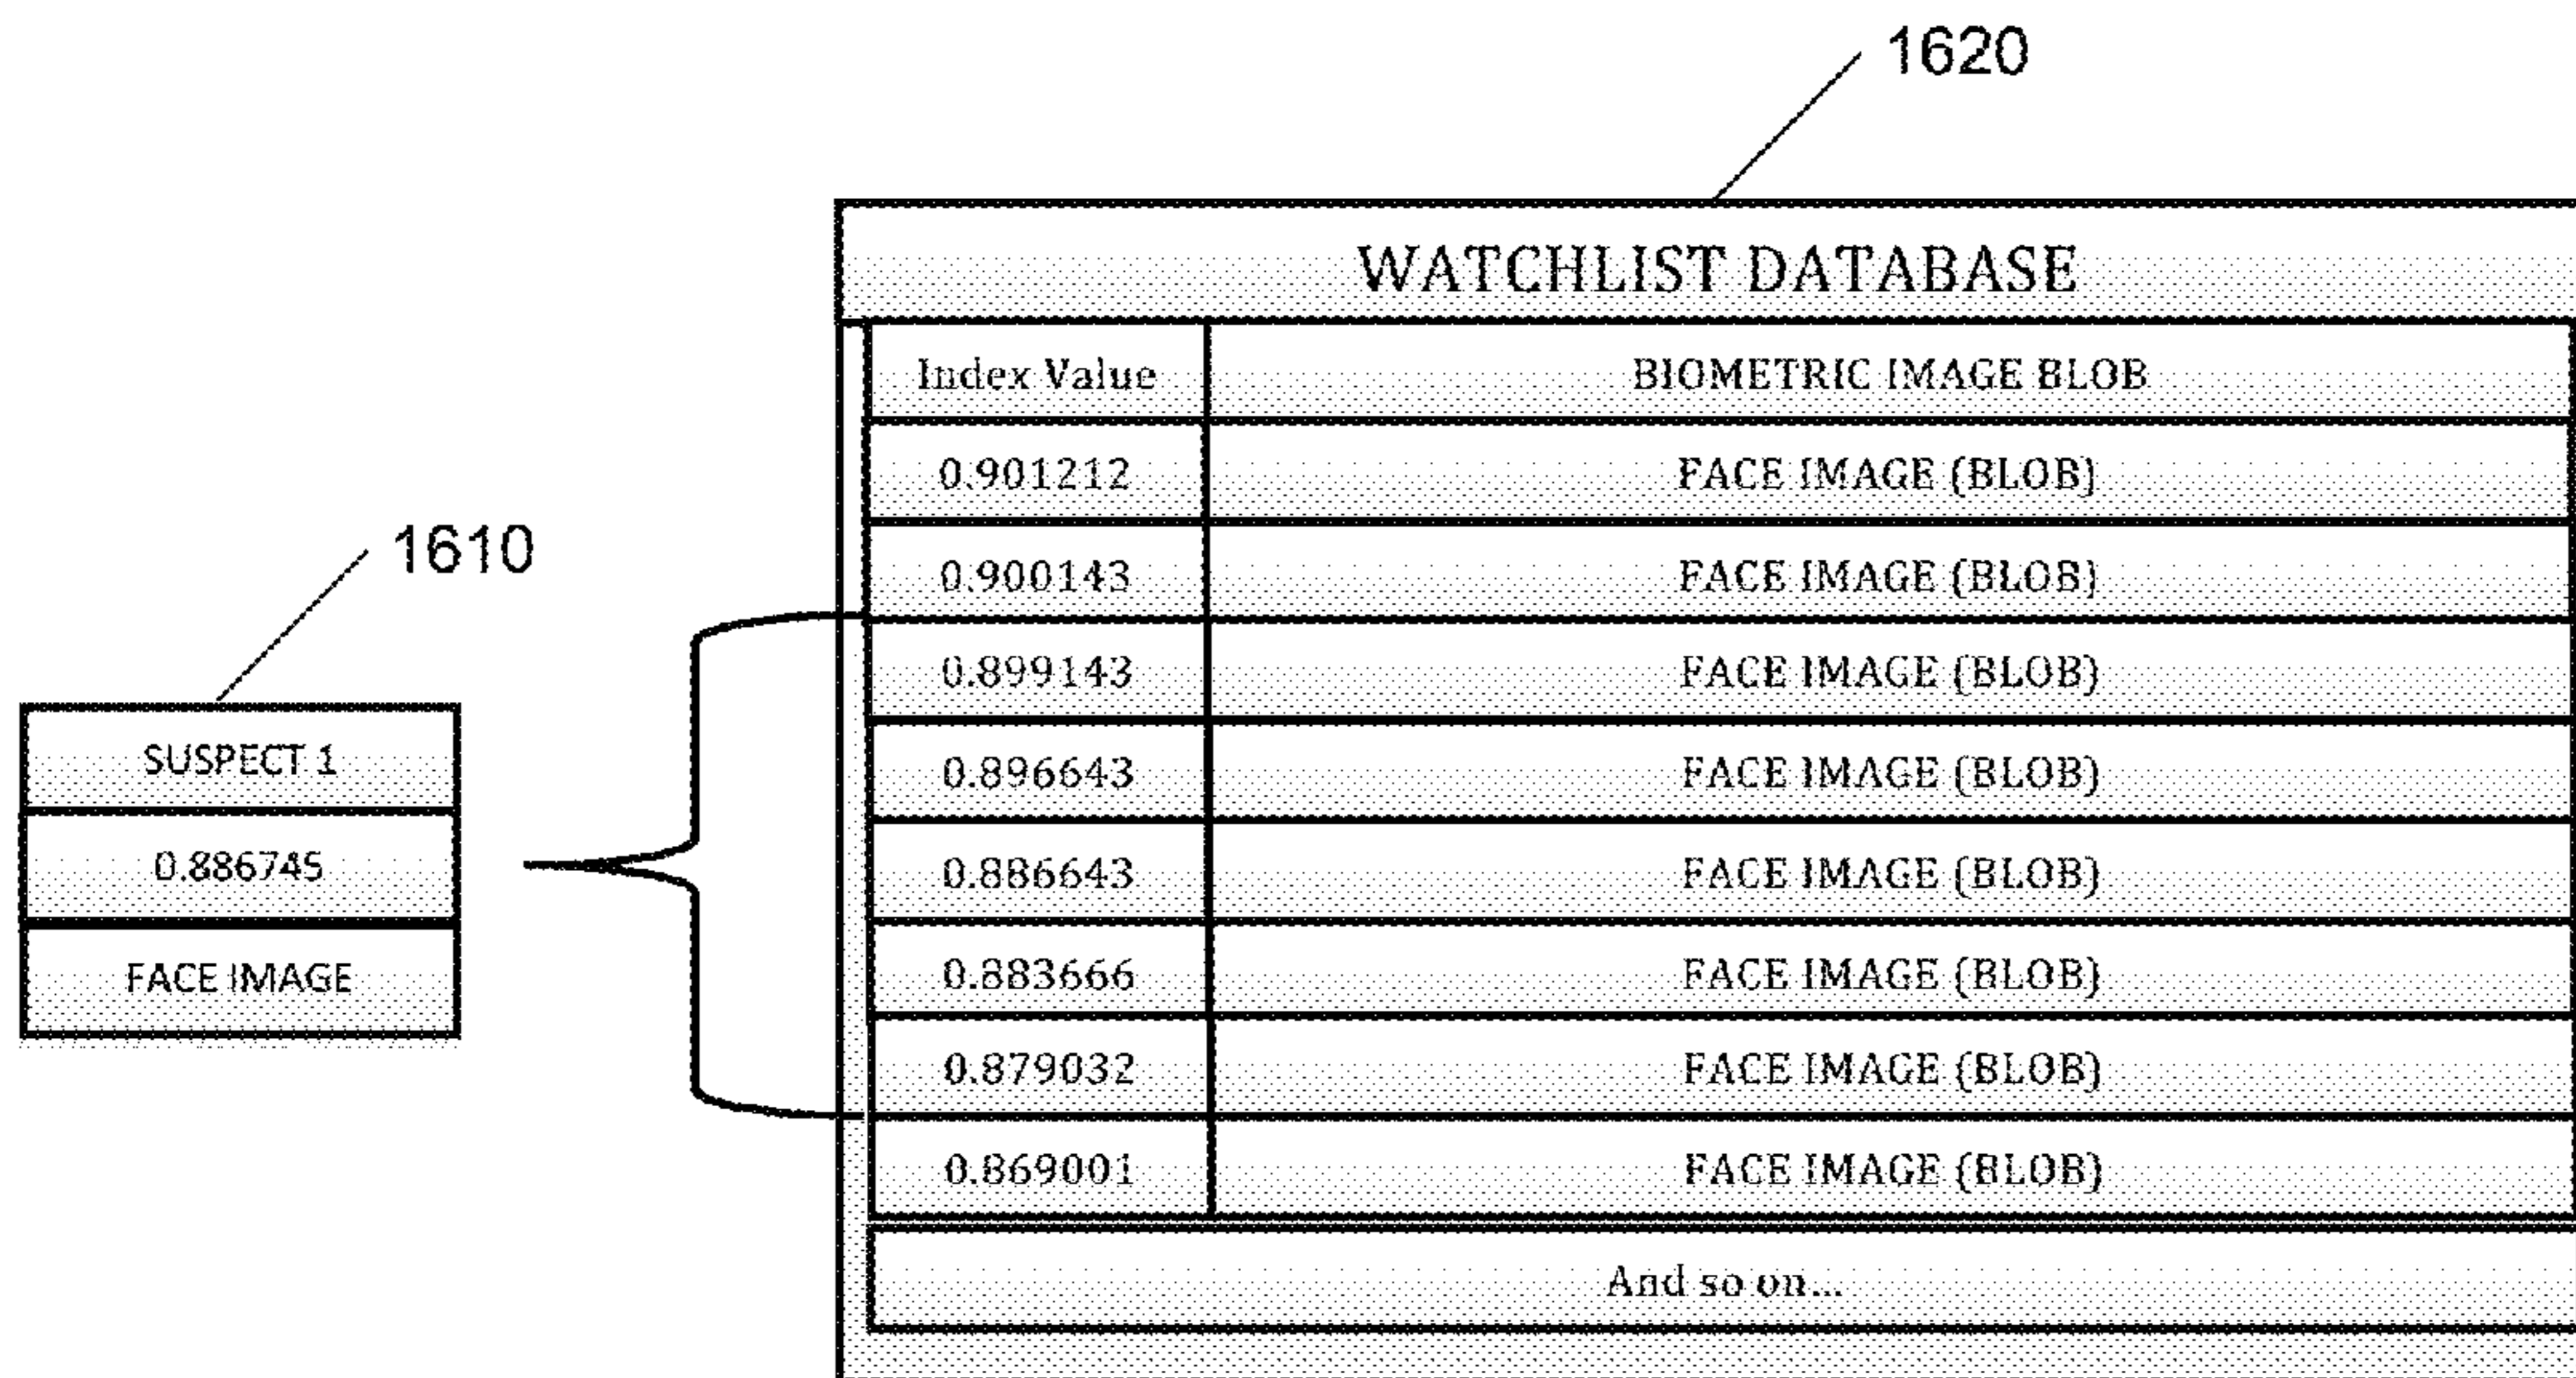 1620
WATCHLIST DATABASE
Index Value BIOMETRIC IMAGE BLOB
0.901212 FACE IMAGE (BLOB)
0.900143 FACE IMAGE (BLOB)
0.899143 FACE IMAGE (BLOB)
0.896643 FACE IMAGE (BLOB)
0.886643 FACE IMAGE (BLOB)
0.883666 FACE IMAGE (BLOB)
0.879032 FACE IMAGE (BLOB)
0.869001 FACE IMAGE (BLOB)
And so on...
1610
SUSPECT 1
0.886745
FACE IMAGE